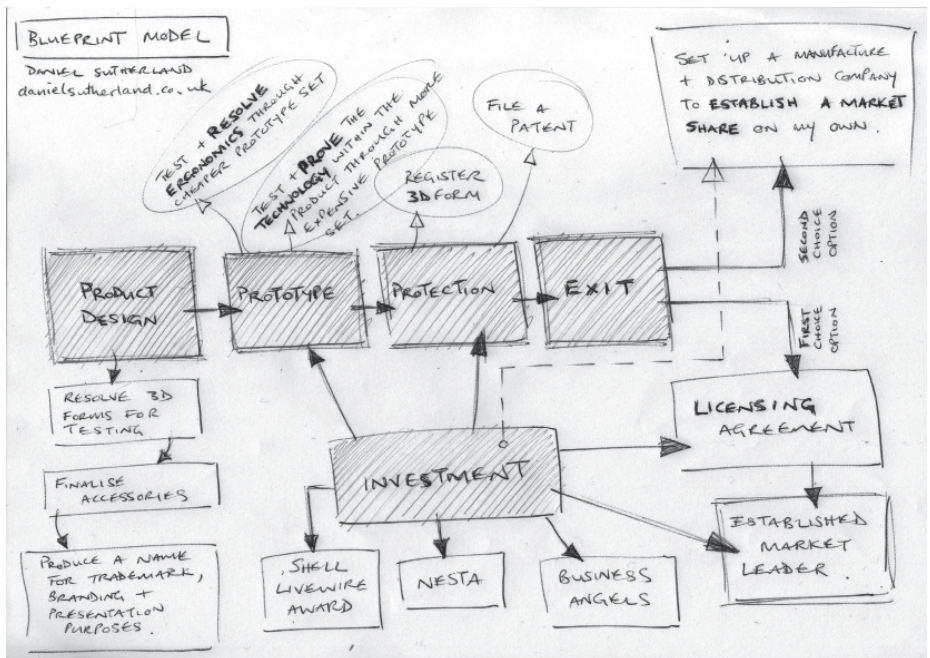 BLUEPRINT MODEL
DANIEL SUTHERLAND
danielsutherland.co.uk
TEST + RESOLVE
ERGONOMICS THROUGH
CHEAPER PROTOTYPE SET
TEST + PROVE THE
TECHNOLOGY WITHIN THE
PRODUCT THROUGH MORE
EXPENSIVE PROTOTYPE
SET.
REGISTER
3D FORM
FILE A
PATENT
SET UP A MANUFACTURE
+ DISTRIBUTION COMPANY
TO ESTABLISH A MARKET
SHARE ON MY OWN.
PRODUCT
DESIGN
PROTOTYPE
PROTECTION
EXIT
SECOND
CHOICE
OPTION
FIRST
CHOICE
OPTION
RESOLVE 3D
FORMS FOR
TESTING
FINALISE
ACCESSORIES
PRODUCE A NAME
FOR TRADEMARK,
BRANDING +
PRESENTATION
PURPOSES.
INVESTMENT
SHELL
LIVEWIRE
AWARD
NESTA
BUSINESS
ANGELS
LICENSING
AGREEMENT
ESTABLISHED
MARKET
LEADER.